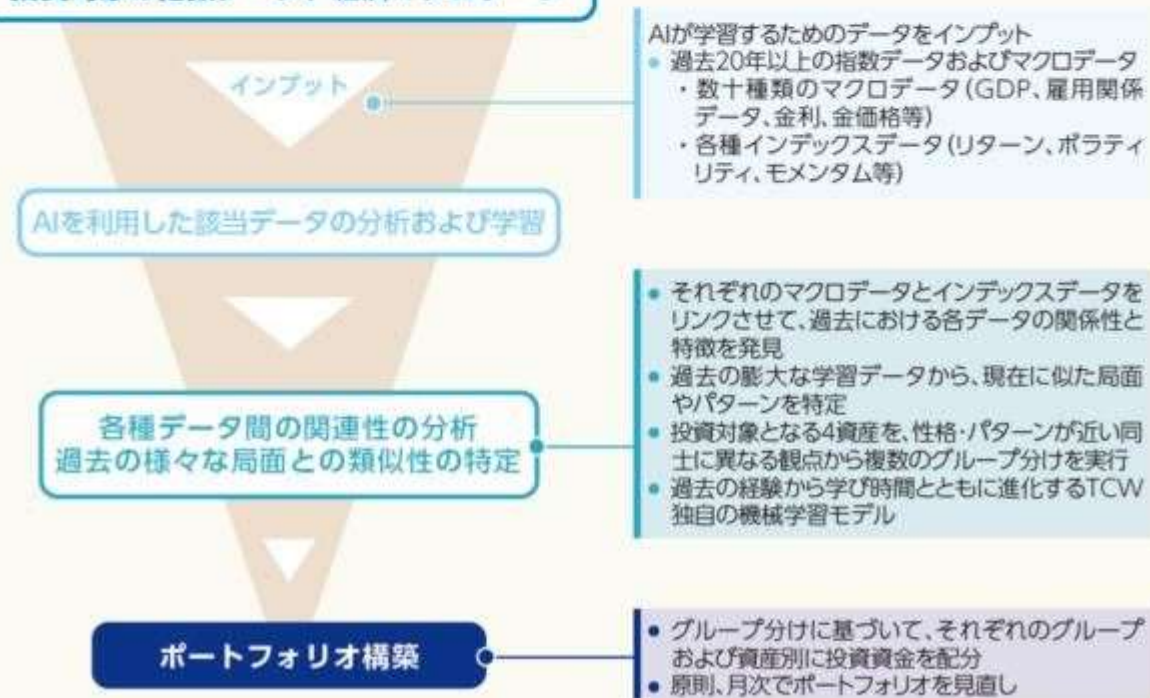 インプット
AIが学習するためのデータをインプット
• 過去20年以上の指数データおよびマクロデータ
・数十種類のマクロデータ(GDP、雇用関係
データ、金利、金価格等)
・各種インデックスデータ(リターン、ボラティ
リティ、モメンタム等)
AIを利用した該当データの分析および学習
• それぞれのマクロデータとインデックスデータを
リンクさせて、過去における各データの関係性と
特徴を発見
• 過去の膨大な学習データから、現在に似た局面
やパターンを特定
• 投資対象となる4資産を、性格・パターンが近い同
士に異なる観点から複数のグループ分けを実行
• 過去の経験から学び時間とともに進化するTCW
独自の機械学習モデル
各種データ間の関連性の分析
過去の様々な局面との類似性の特定
ポートフォリオ構築
• グループ分けに基づいて、それぞれのグループ
および資産別に投資資金を配分
• 原則、月次でポートフォリオを見直し